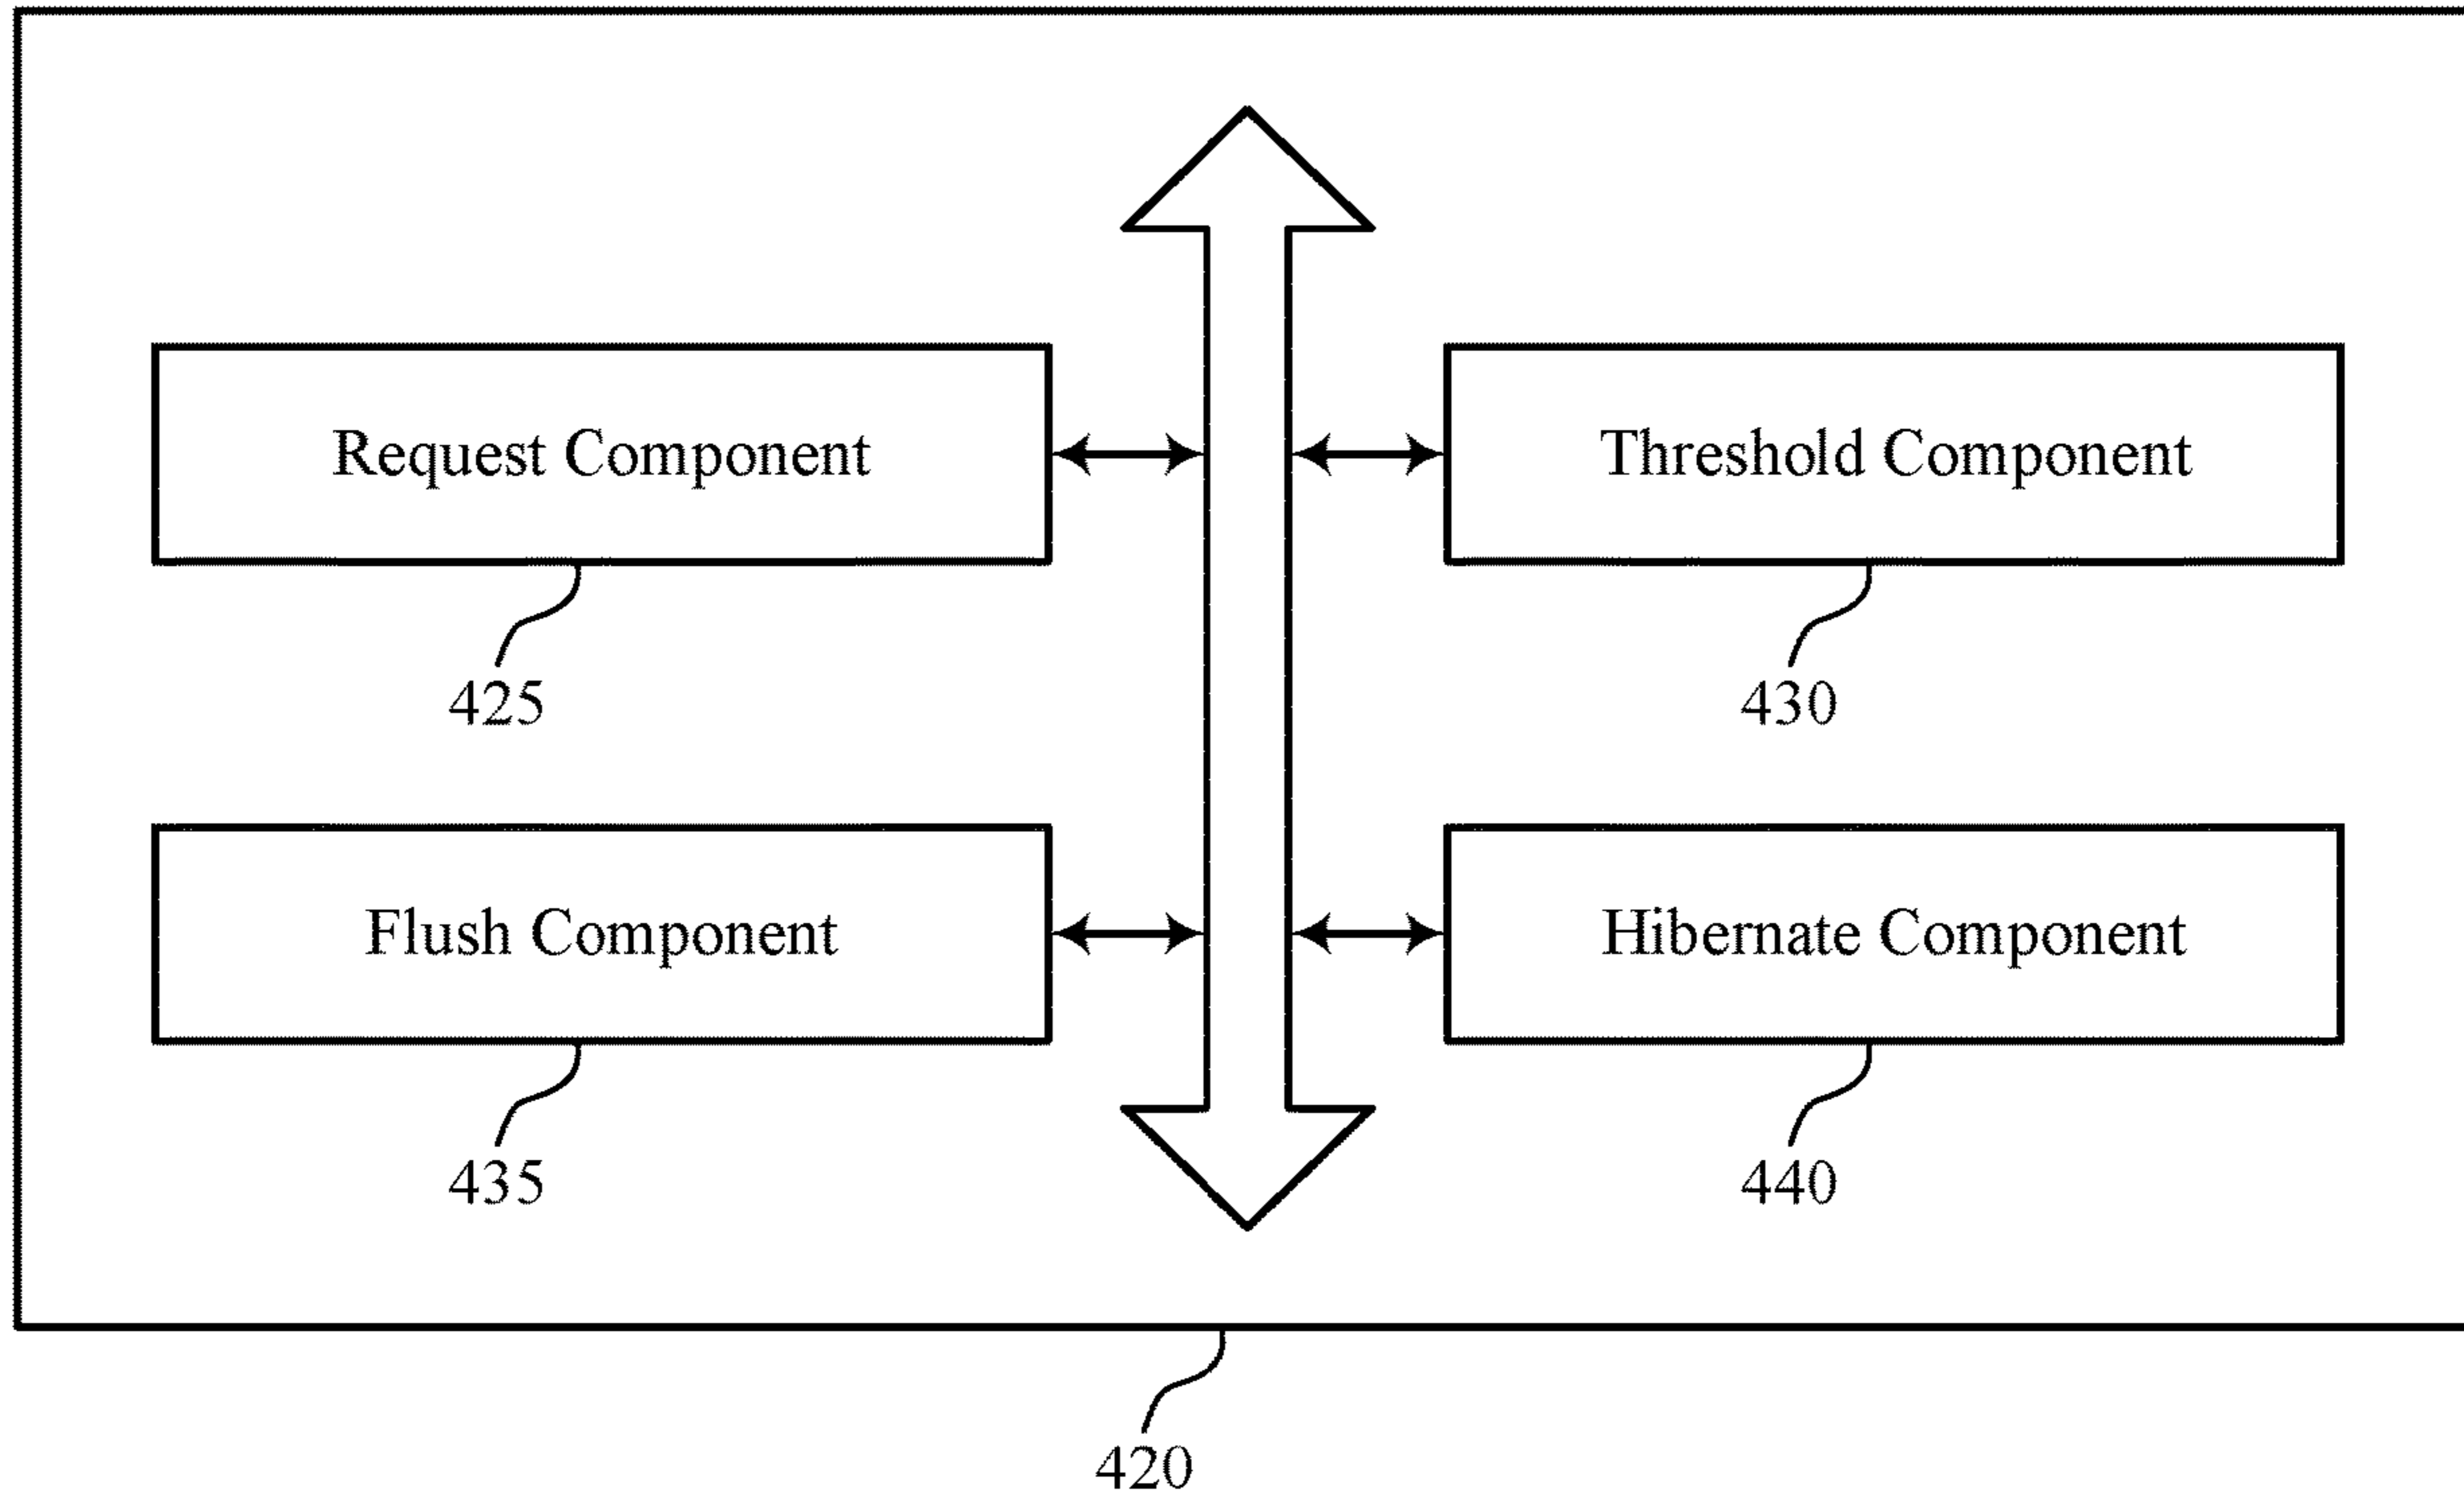 Request Component
Threshold Component
425
430
Flush Component
Hibernate Component
435
440
420